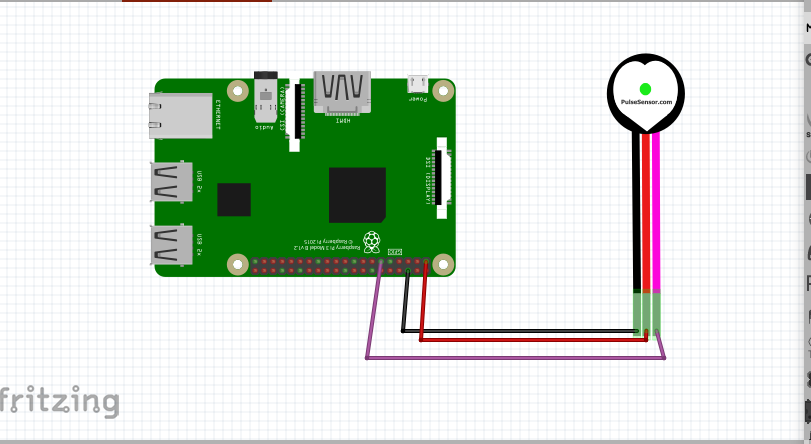 Power
HDMI
Audio
CSI (CAMERA)
ETHERNET
USB 2x
USB 2x
DSI (DISPLAY)
GPIO
Raspberry Pi 3 Model B v1.2
© Raspberry Pi 2015
PulseSensor.com
fritzing